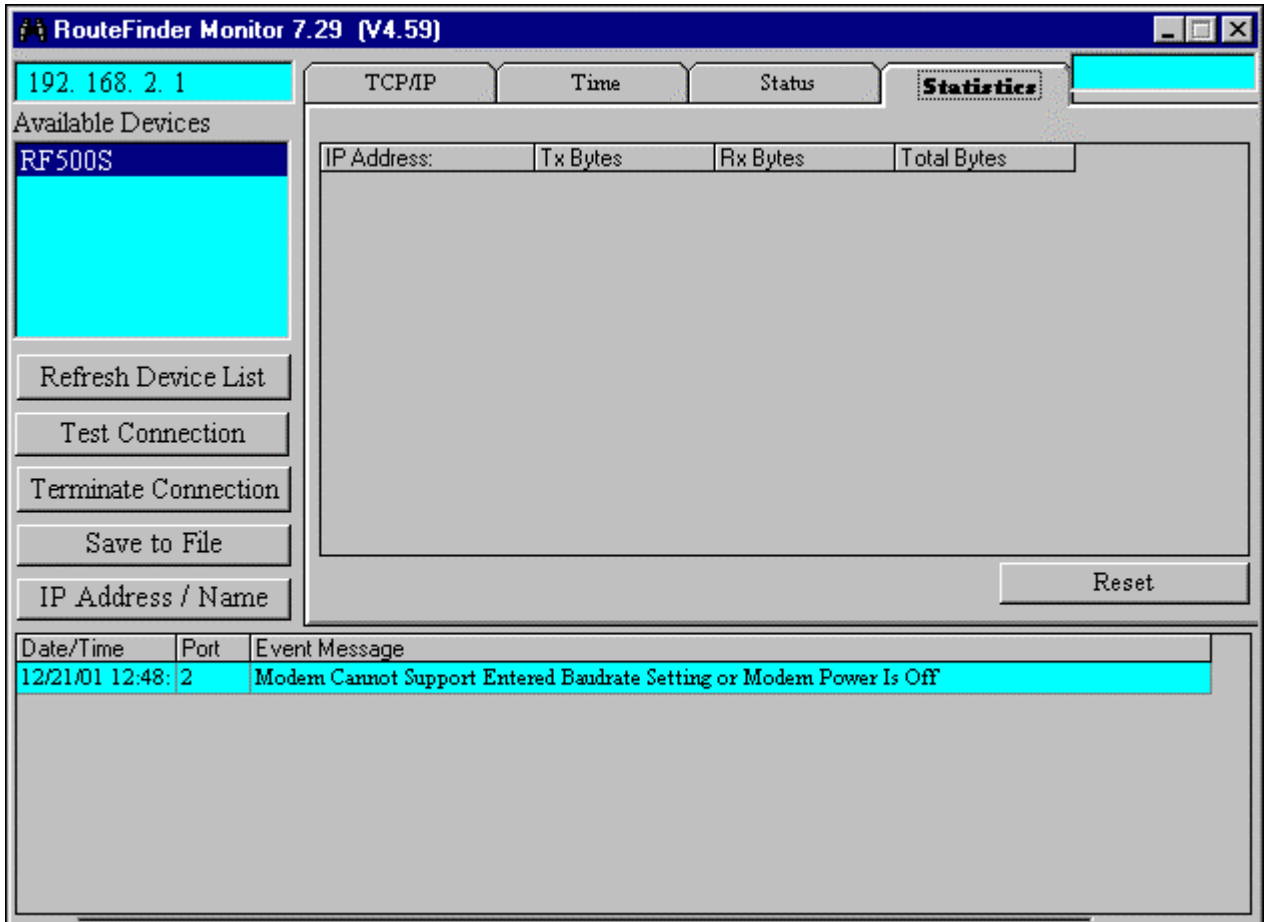 RouteFinder Monitor 7.29 (V4.59)
192. 168. 2. 1
TCP/IP
Time
Status
Statistics
Available Devices
RF500S
IP Address:
Tx Bytes
Rx Bytes
Total Bytes
Refresh Device List
Test Connection
Terminate Connection
Save to File
IP Address / Name
Reset
Date/Time
Port
Event Message
12/21/01 12:48:
2
Modem Cannot Support Entered Baudrate Setting or Modem Power Is Off